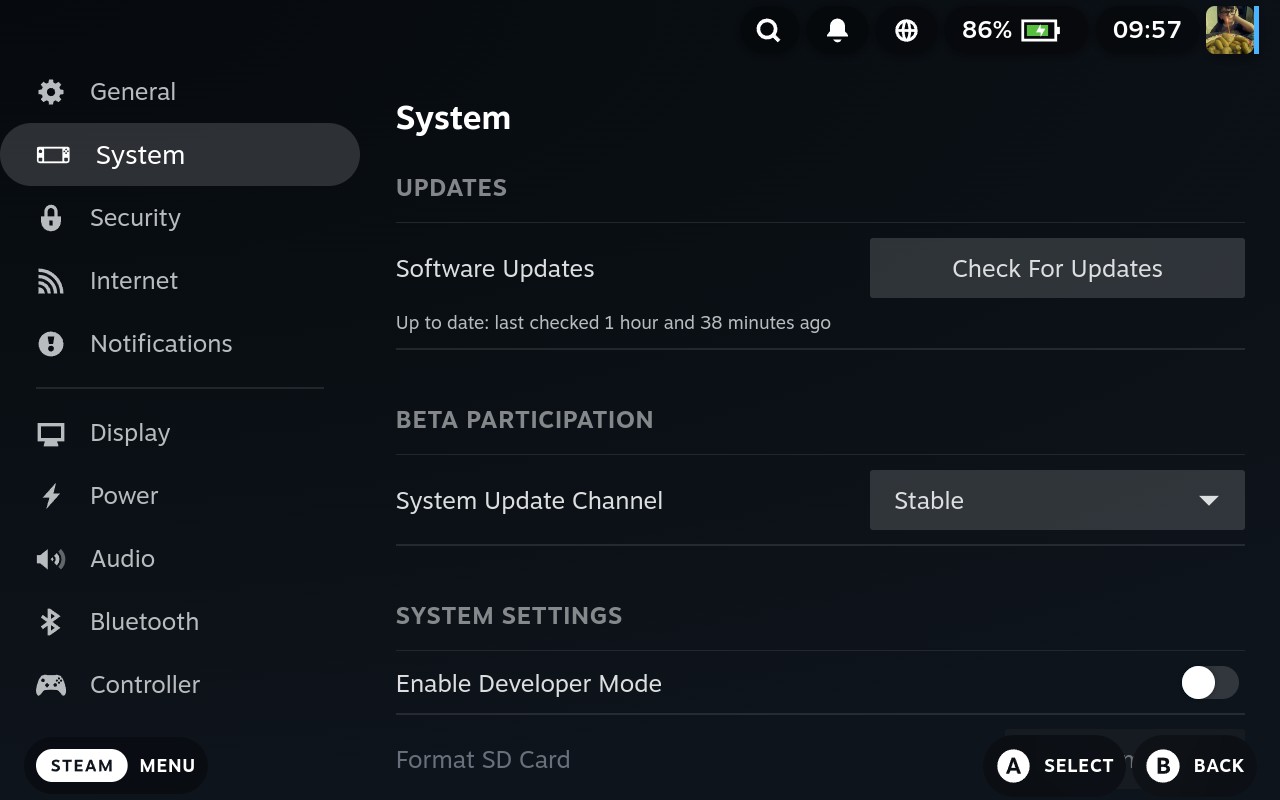 86%
09:57
General
System
Security
Internet
Notifications
Display
Power
Audio
Bluetooth
Controller
System
UPDATES
Software Updates
Check For Updates
Up to date: last checked 1 hour and 38 minutes ago
BETA PARTICIPATION
System Update Channel
Stable
SYSTEM SETTINGS
Enable Developer Mode
Format SD Card
STEAM MENU
A SELECT B BACK